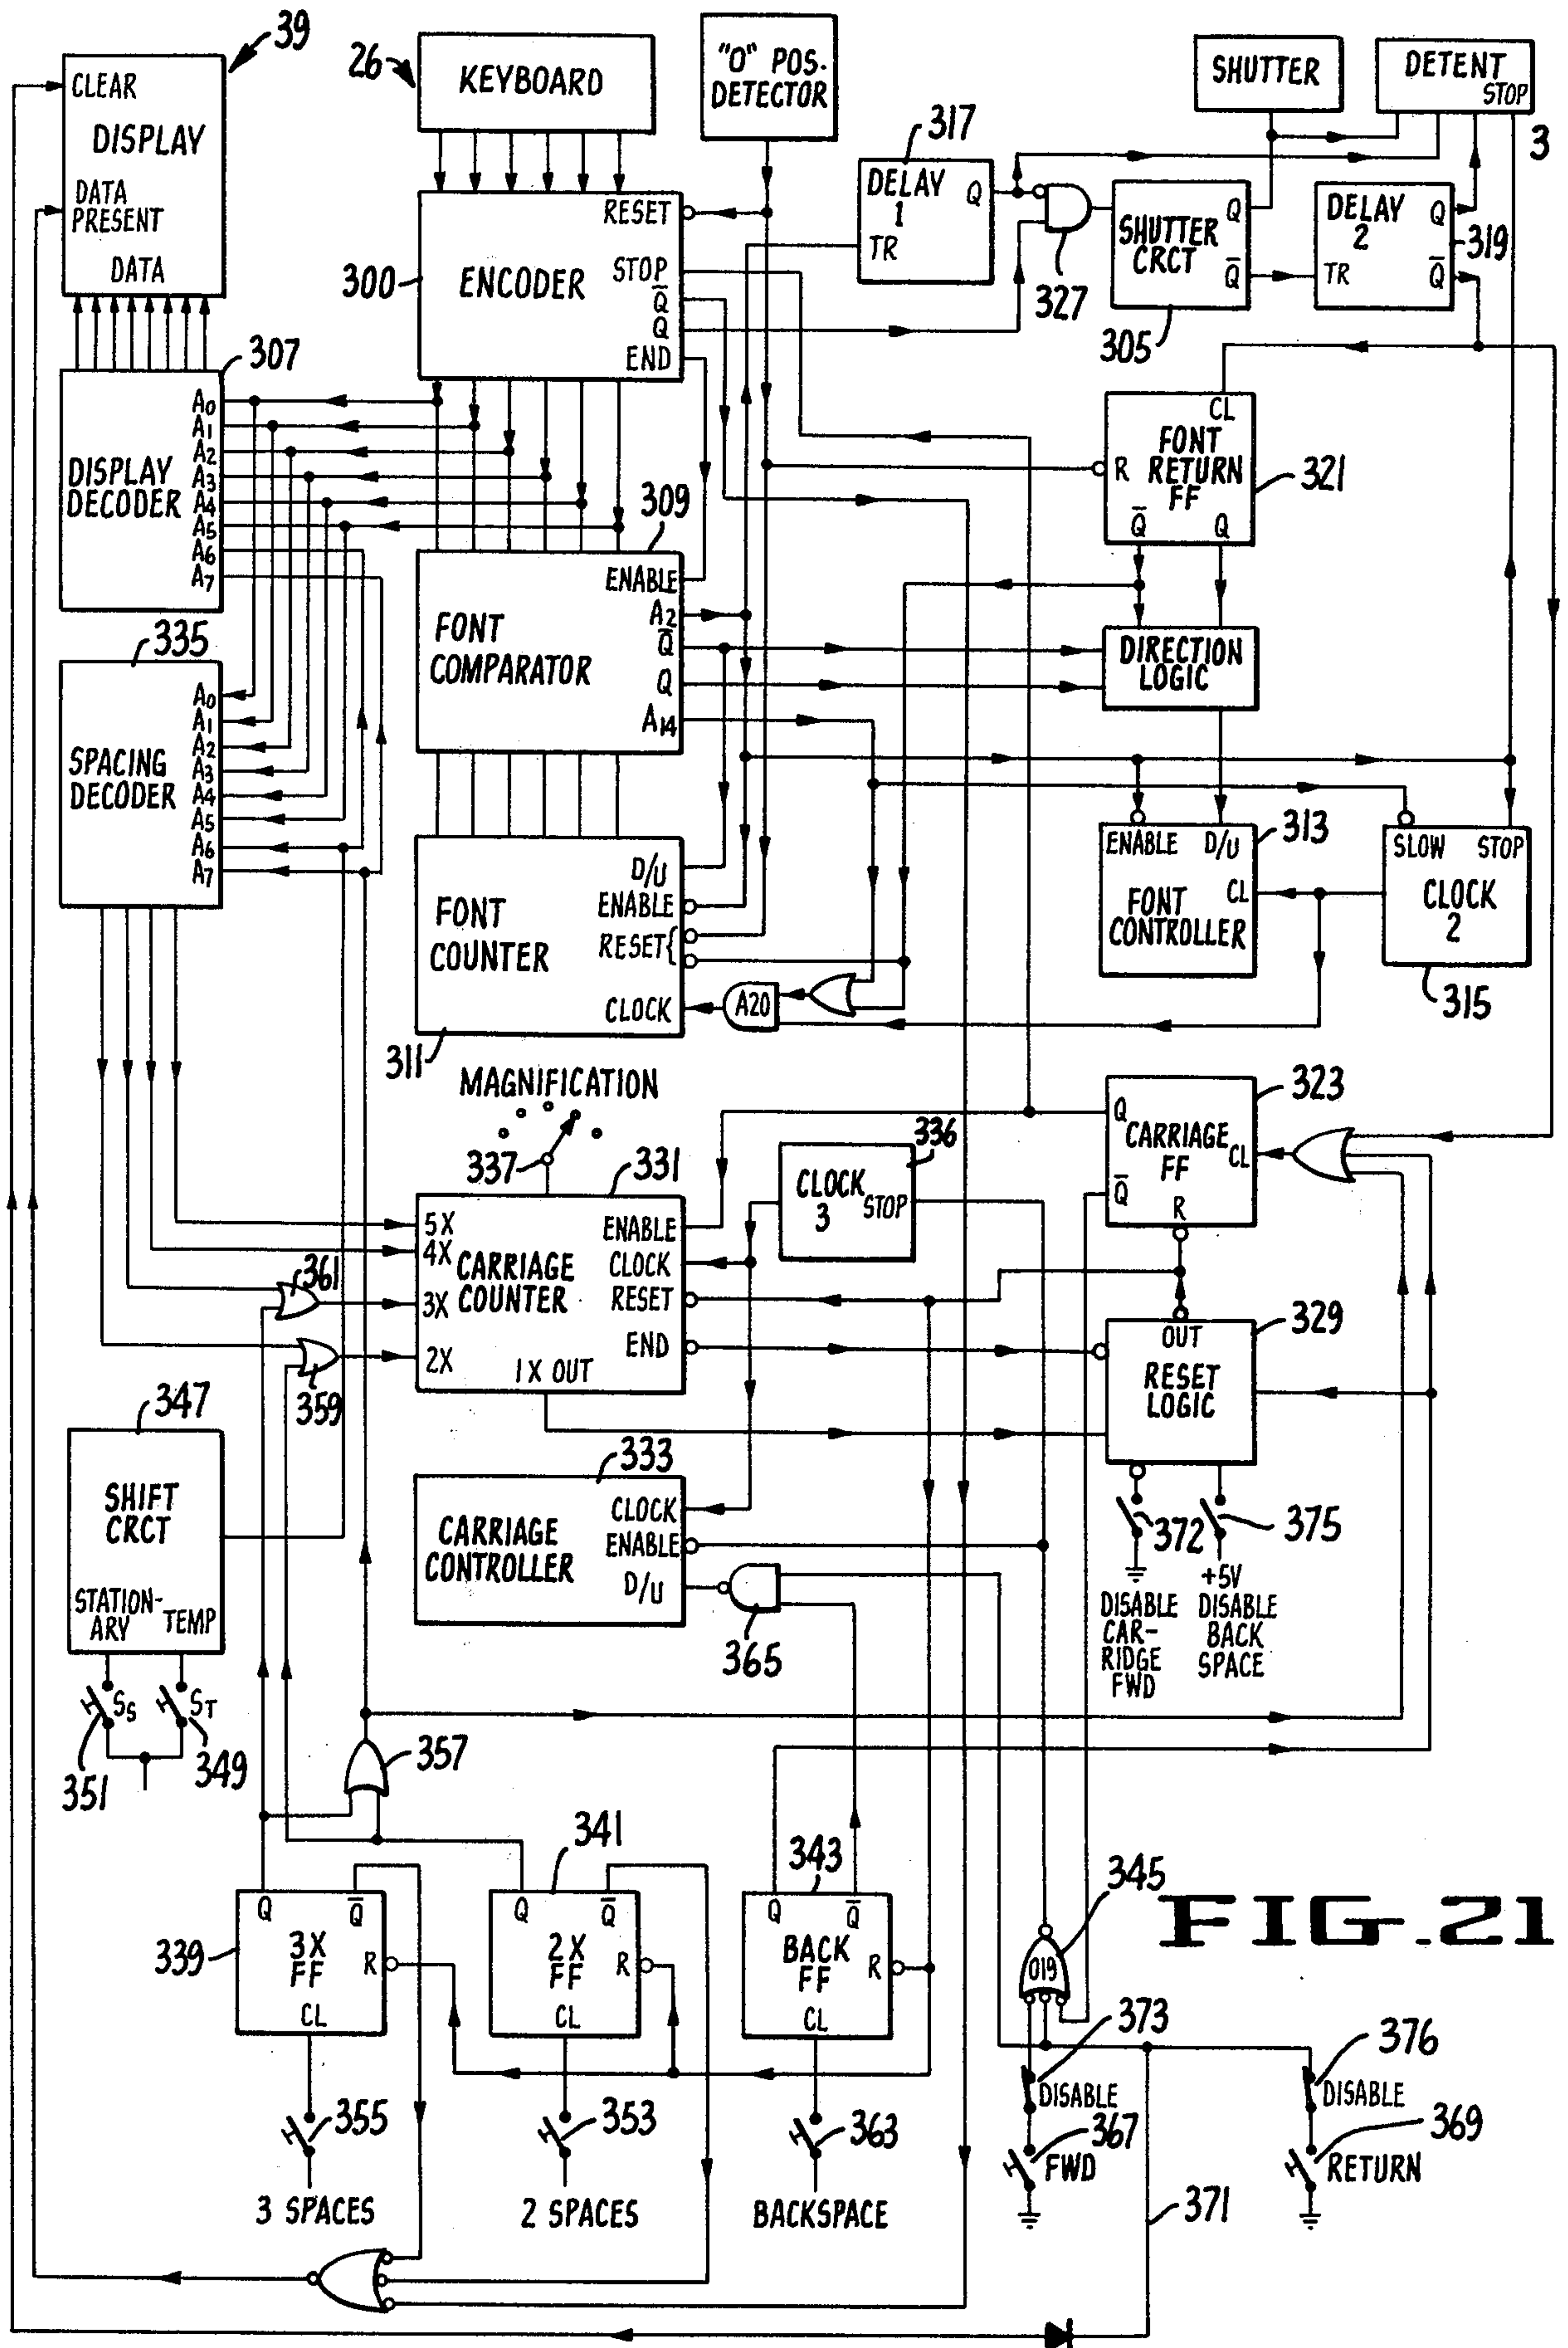 39
CLEAR
DISPLAY
DATA
PRESENT
DATA
26
KEYBOARD
"O" POS-
DETECTOR
SHUTTER
DETENT
STOP
3
317
DELAY
1
Q
TR
327
SHUTTER
CRCT
Q
Q̅
305
DELAY
2
Q
TR
Q̅
319
300
ENCODER
RESET
STOP
Q̅
Q
END
307
DISPLAY
DECODER
A0
A1
A2
A3
A4
A5
A6
A7
309
FONT
COMPARATOR
ENABLE
A2
Q̅
Q
A14
CL
FONT
RETURN
FF
R
Q̅
Q
321
DIRECTION
LOGIC
335
SPACING
DECODER
A0
A1
A2
A3
A4
A5
A6
A7
FONT
COUNTER
D/U
ENABLE
RESET{
CLOCK
311
A20
ENABLE D/U
313
CL
FONT
CONTROLLER
SLOW STOP
CLOCK
2
315
MAGNIFICATION
337
331
5X
4X
3X
2X
CARRIAGE
COUNTER
ENABLE
CLOCK
RESET
END
1X OUT
336
CLOCK
3
STOP
323
Q
CARRIAGE
FF
CL
Q̅
R
361
359
OUT
RESET
LOGIC
329
372
375
DISABLE
CAR-
RIDGE
FWD
+5V
DISABLE
BACK
SPACE
347
SHIFT
CRCT
STATION-
ARY
TEMP
SS
ST
351
349
333
CARRIAGE
CONTROLLER
CLOCK
ENABLE
D/U
365
357
339
Q
Q̅
3X
FF
R
CL
341
Q
Q̅
2X
FF
R
CL
343
Q
Q̅
BACK
FF
R
CL
345
019
FIG. 21
355
3 SPACES
353
2 SPACES
363
BACKSPACE
373
DISABLE
367
FWD
376
DISABLE
369
RETURN
371